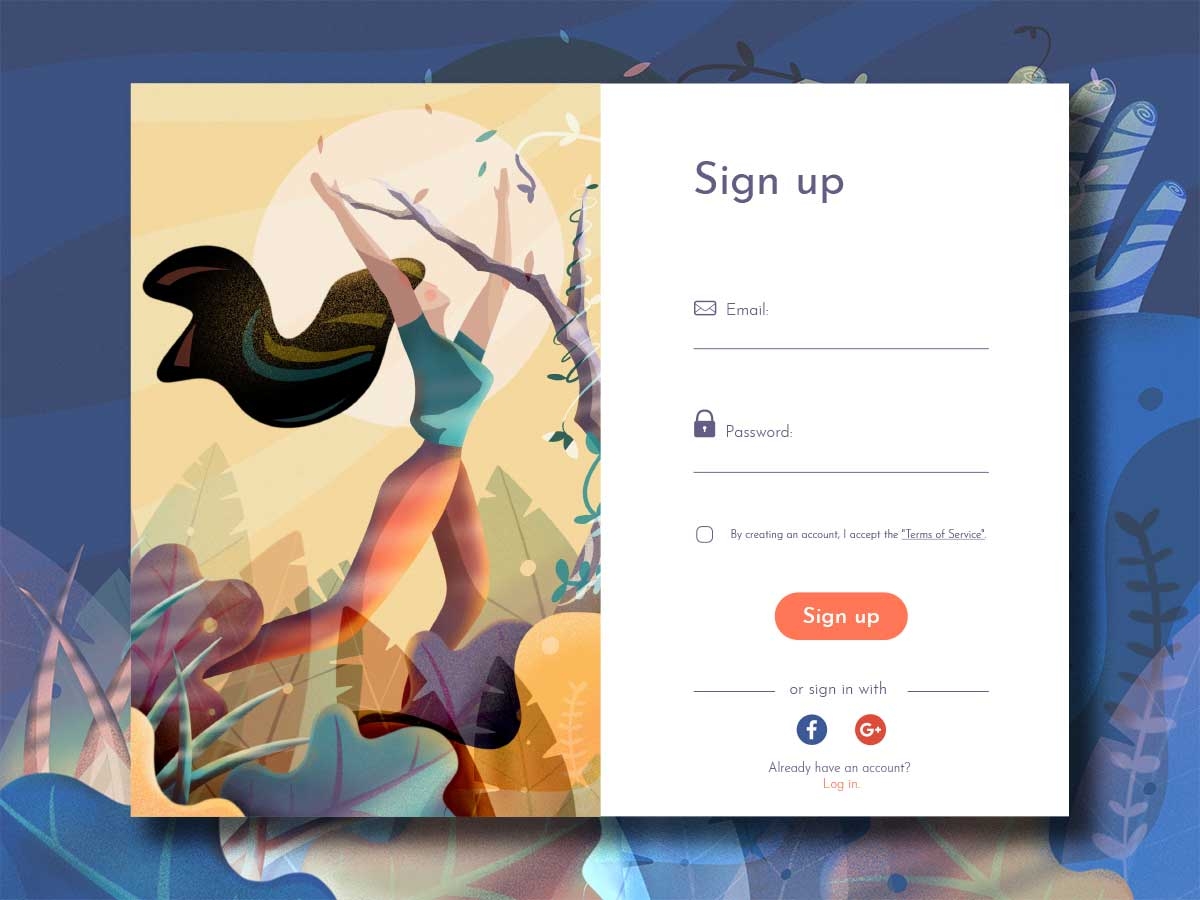 Sign up
Email:
Password:
By creating an account, I accept the "Terms of Service".
Sign up
or sign in with
f G+
Already have an account?
Log in.